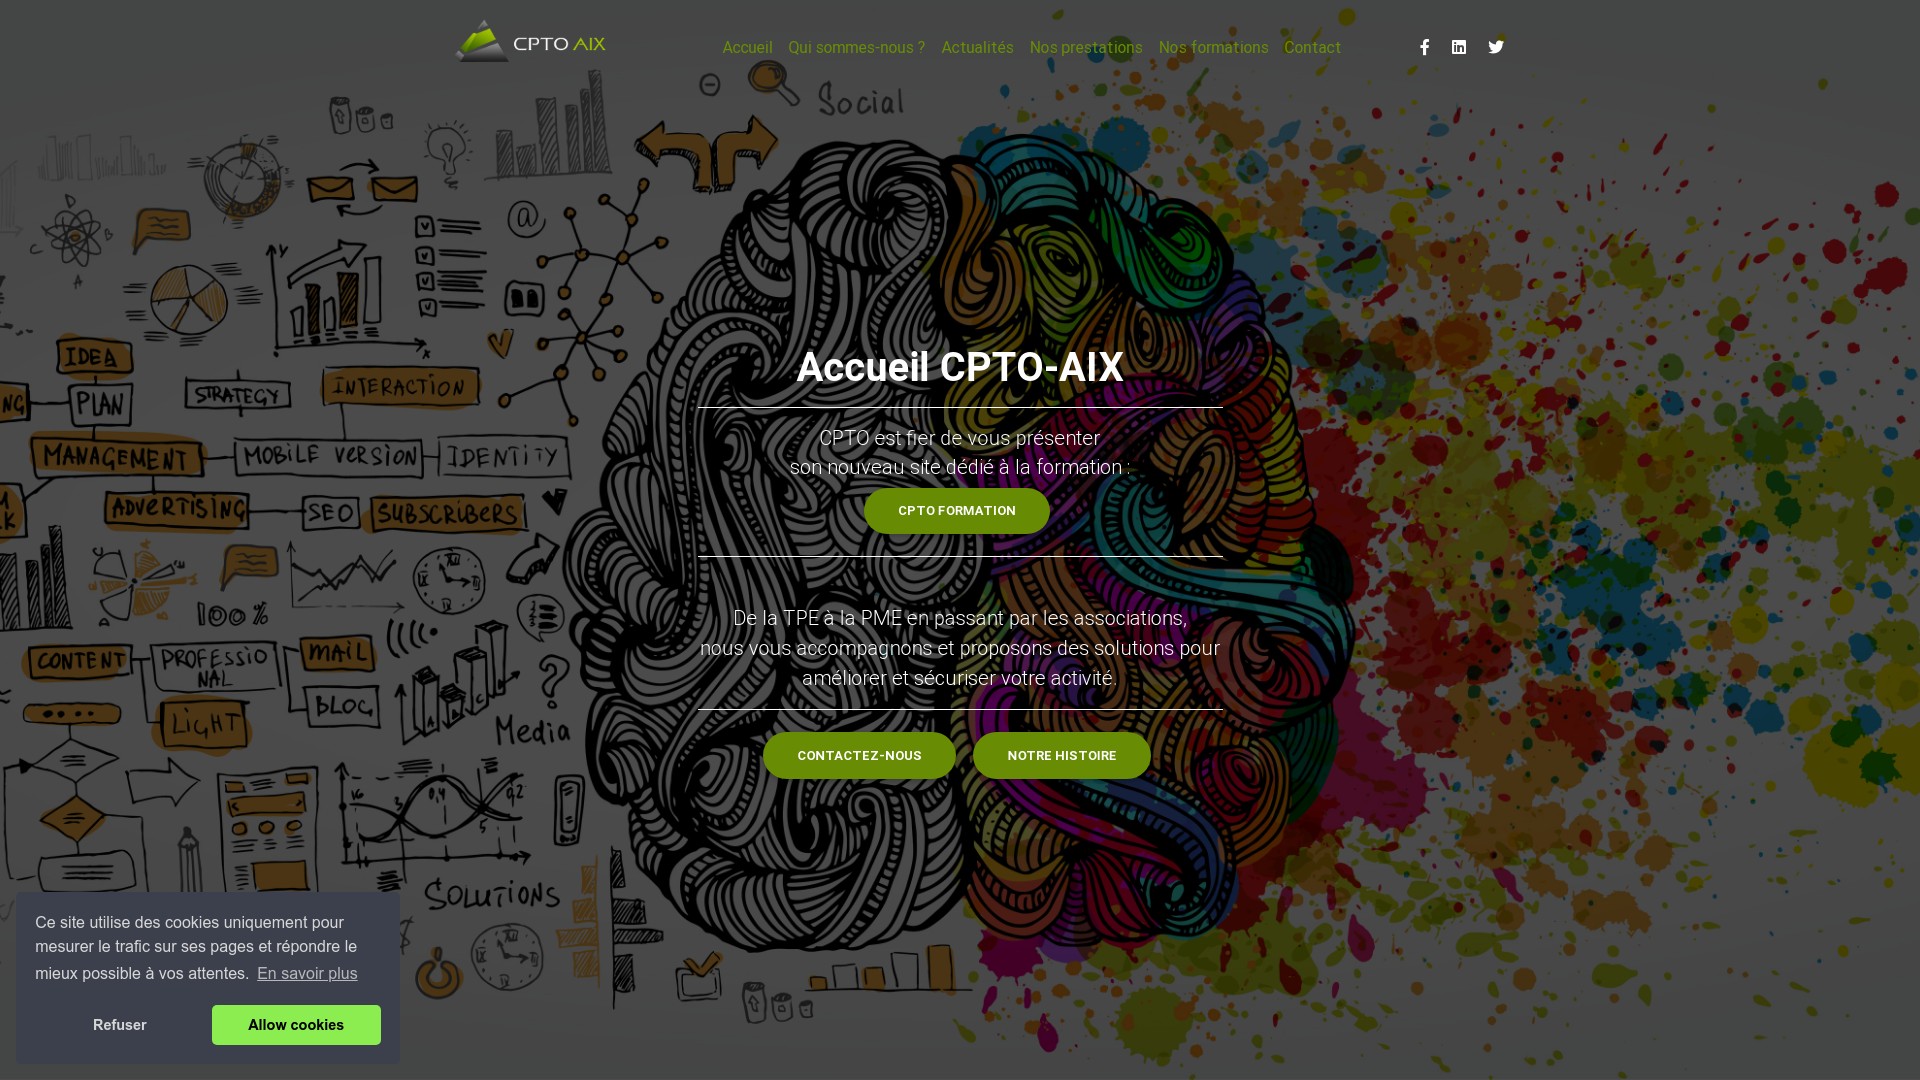 CPTO AIX
Accueil Qui sommes-nous ? Actualités Nos prestations Nos formations Contact
Social
@
IDEA
PLAN
STRATEGY
INTERACTION
MANAGEMENT
MOBILE VERSION
IDENTITY
ADVERTISING
SEO
SUBSCRIBERS
100 %
CONTENT
PROFESSIO
NAL
MAIL
BLOG
LIGHT
Media
?
SOLUTIONS
Accueil CPTO-AIX
CPTO est fier de vous présenter
son nouveau site dédié à la formation :
CPTO FORMATION
De la TPE à la PME en passant par les associations,
nous vous accompagnons et proposons des solutions pour
améliorer et sécuriser votre activité.
CONTACTEZ-NOUS NOTRE HISTOIRE
Ce site utilise des cookies uniquement pour
mesurer le trafic sur ses pages et répondre le
mieux possible à vos attentes. En savoir plus
Refuser Allow cookies